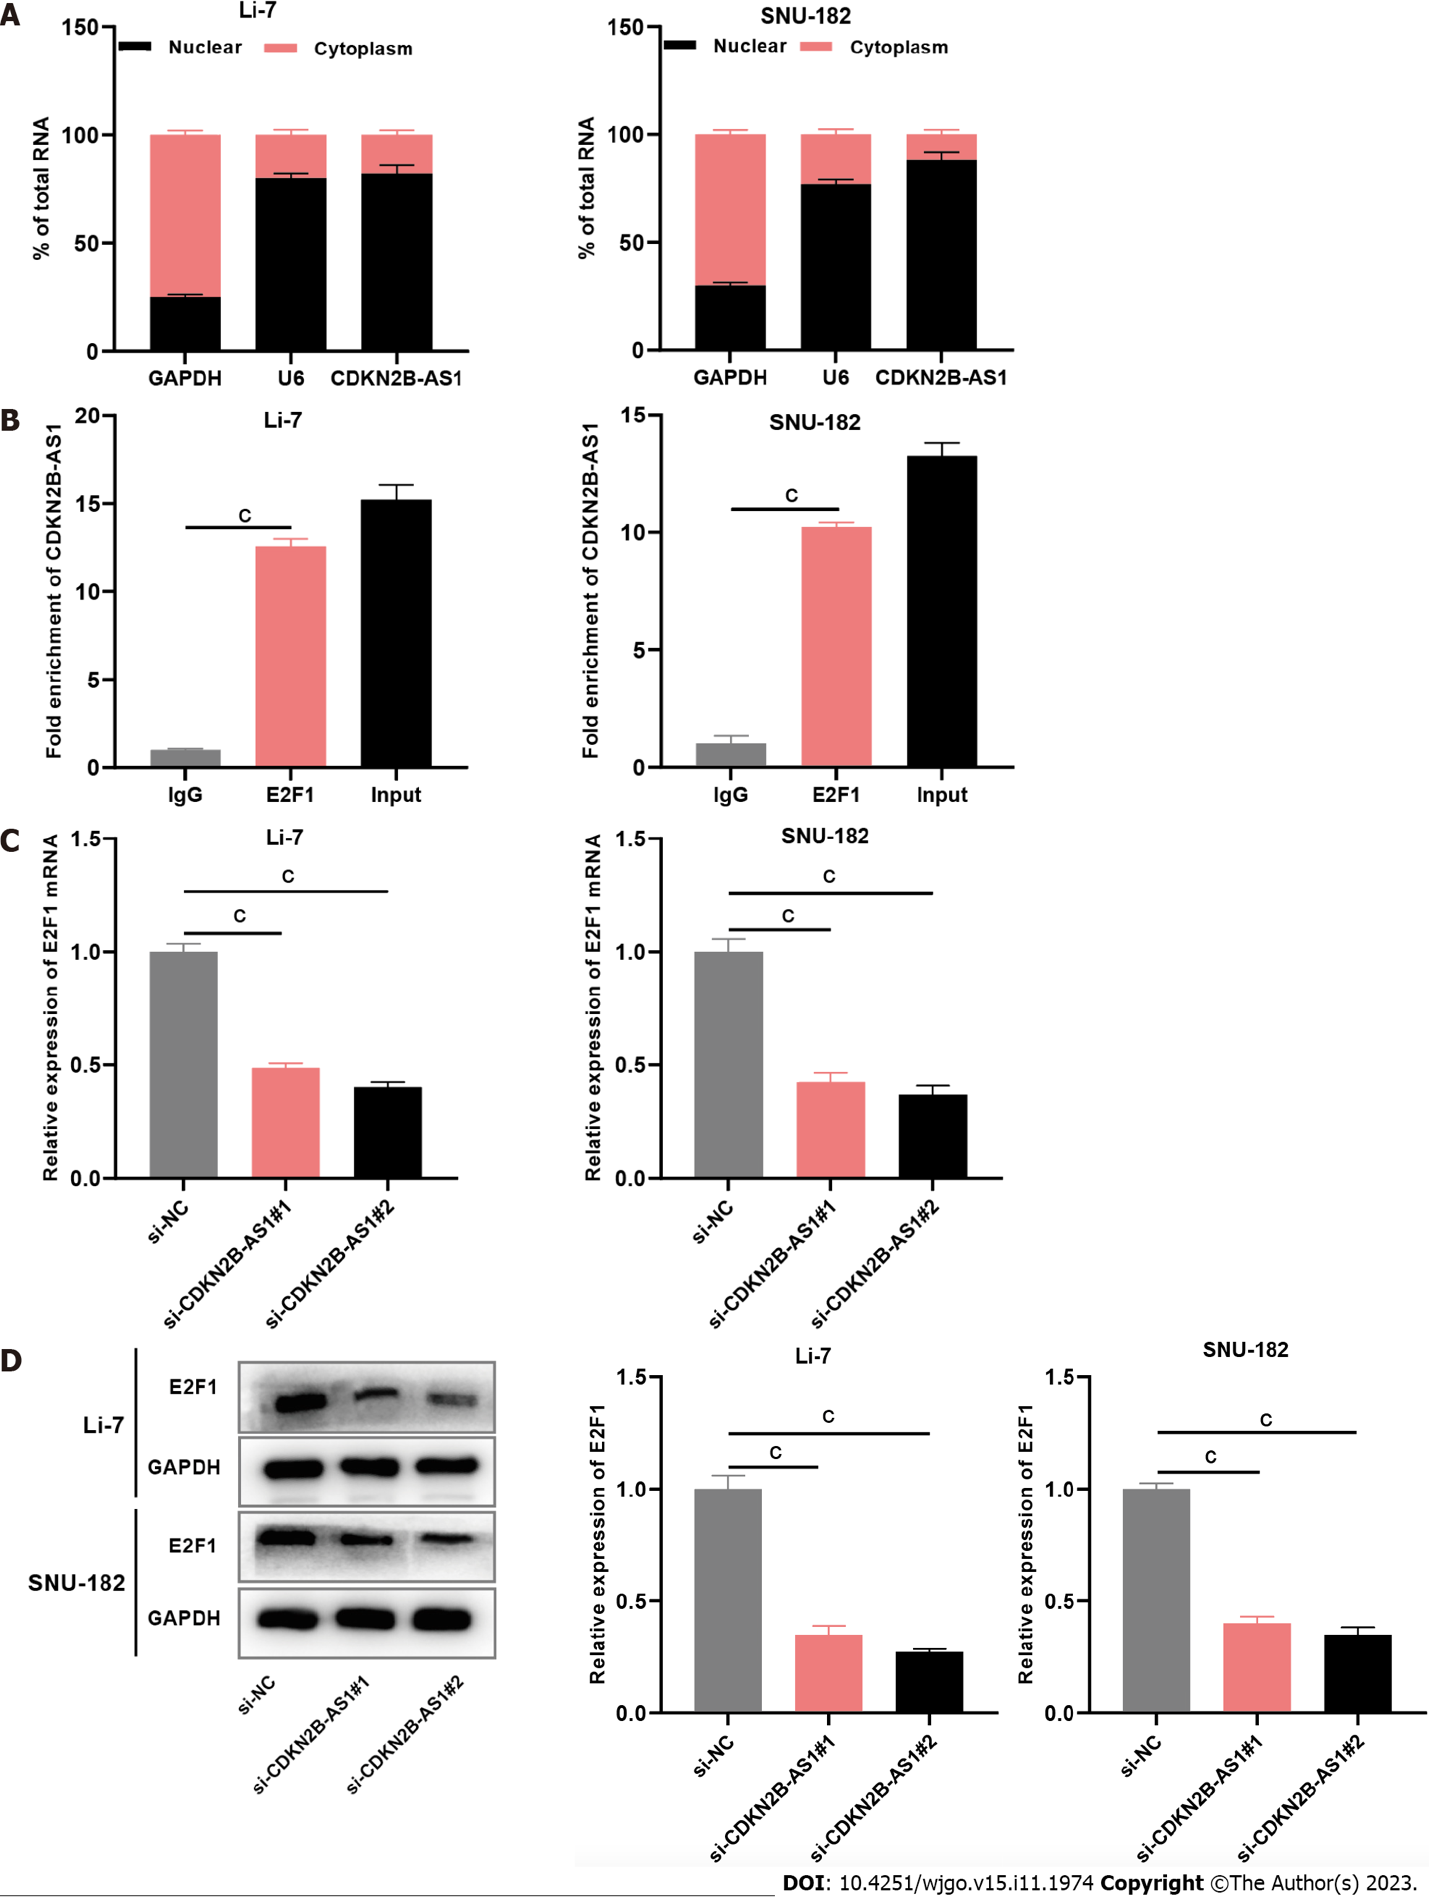 A
Li-7
Nuclear Cytoplasm
% of total RNA
150
100
50
0
GAPDH U6 CDKN2B-AS1
SNU-182
Nuclear Cytoplasm
% of total RNA
150
100
50
0
GAPDH U6 CDKN2B-AS1
B
Li-7
Fold enrichment of CDKN2B-AS1
20
15
10
5
0
C
IgG E2F1 Input
SNU-182
Fold enrichment of CDKN2B-AS1
15
10
5
0
C
IgG E2F1 Input
C
Li-7
Relative expression of E2F1 mRNA
1.5
1.0
0.5
0.0
C
C
si-NC
si-CDKN2B-AS1#1
si-CDKN2B-AS1#2
SNU-182
Relative expression of E2F1 mRNA
1.5
1.0
0.5
0.0
C
C
si-NC
si-CDKN2B-AS1#1
si-CDKN2B-AS1#2
D
Li-7
E2F1
GAPDH
SNU-182
E2F1
GAPDH
si-NC
si-CDKN2B-AS1#1
si-CDKN2B-AS1#2
Li-7
Relative expression of E2F1
1.5
1.0
0.5
0.0
C
C
si-NC
si-CDKN2B-AS1#1
si-CDKN2B-AS1#2
SNU-182
Relative expression of E2F1
1.5
1.0
0.5
0.0
C
C
si-NC
si-CDKN2B-AS1#1
si-CDKN2B-AS1#2
DOI: 10.4251/wjgo.v15.i11.1974 Copyright ©The Author(s) 2023.